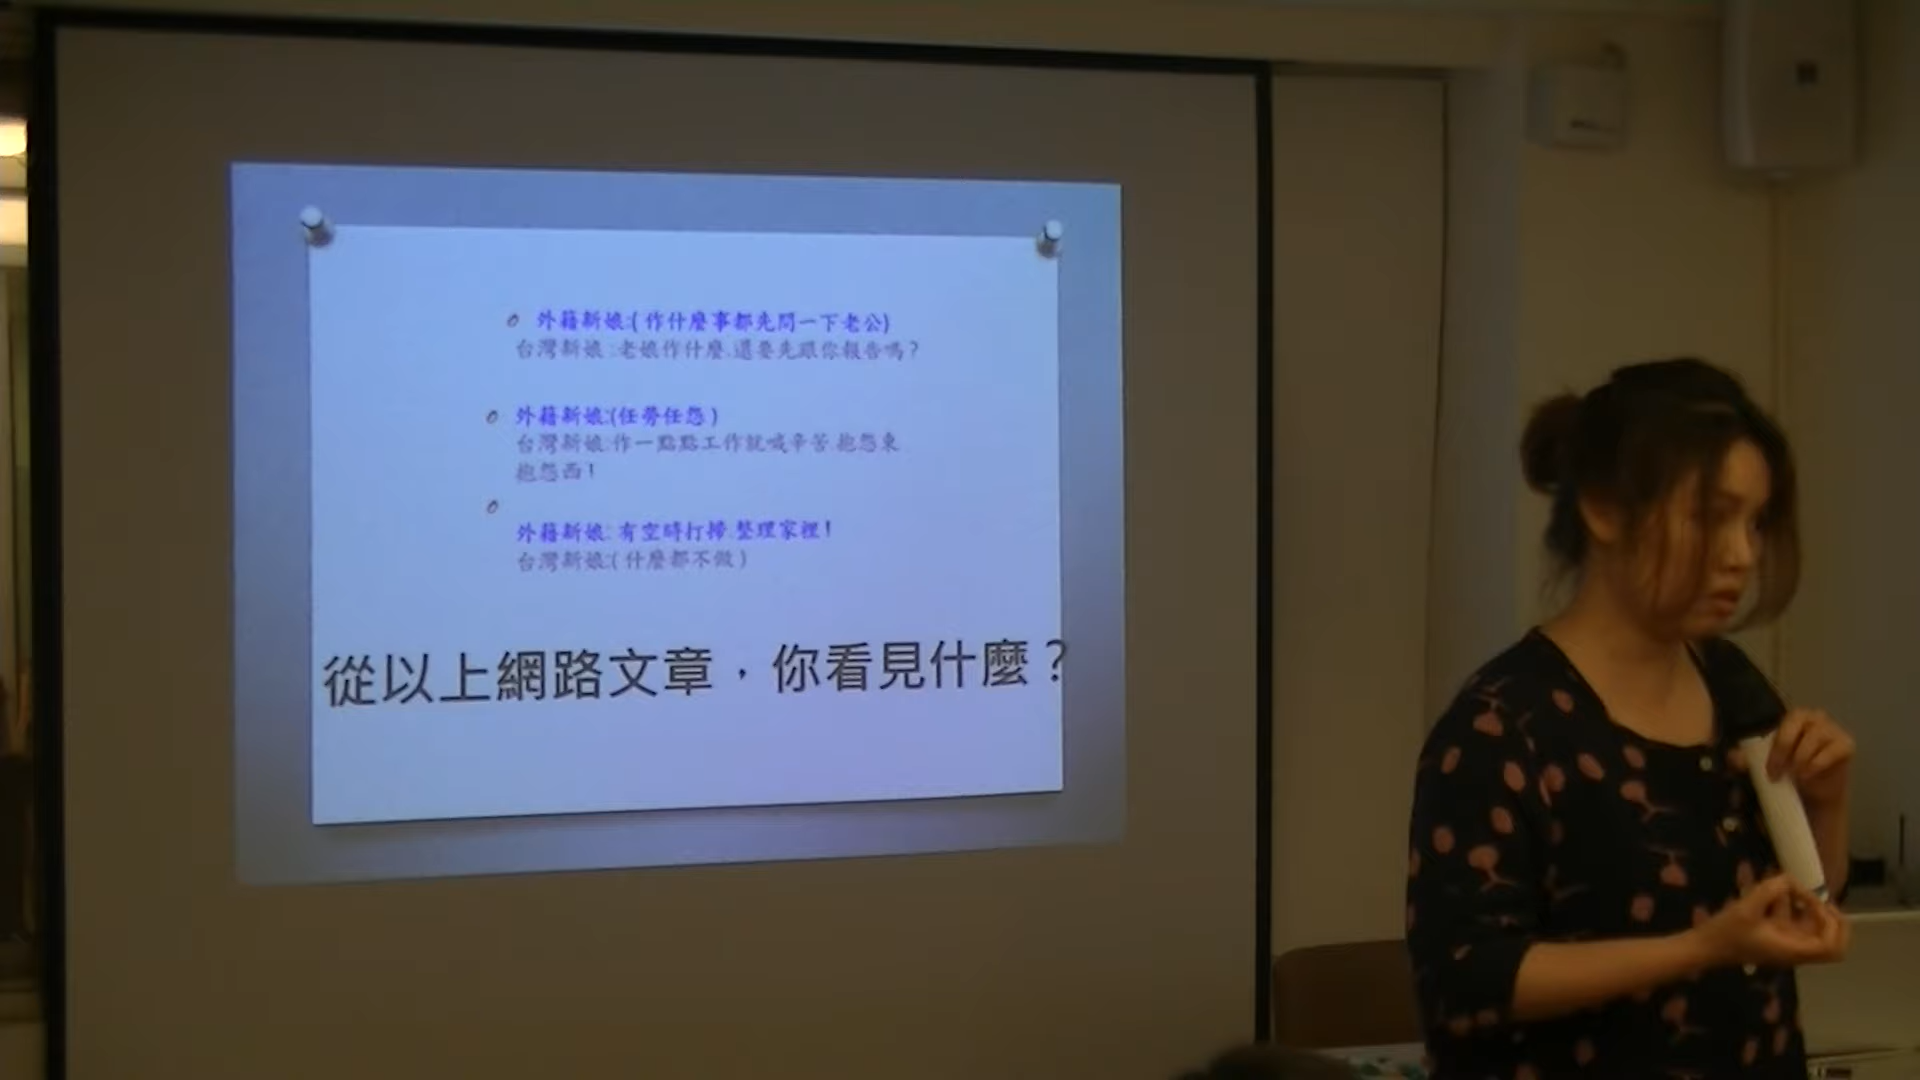 外籍新娘:(作什麼事都先問一下老公)
台灣新娘:老娘作什麼.還要先跟你報告嗎?
外籍新娘:(任勞任怨)
台灣新娘:作一點點工作就喊辛苦.抱怨東
抱怨西!
外籍新娘:有空時打掃.整理家裡!
台灣新娘:(什麼都不做)
從以上網路文章,你看見什麼?